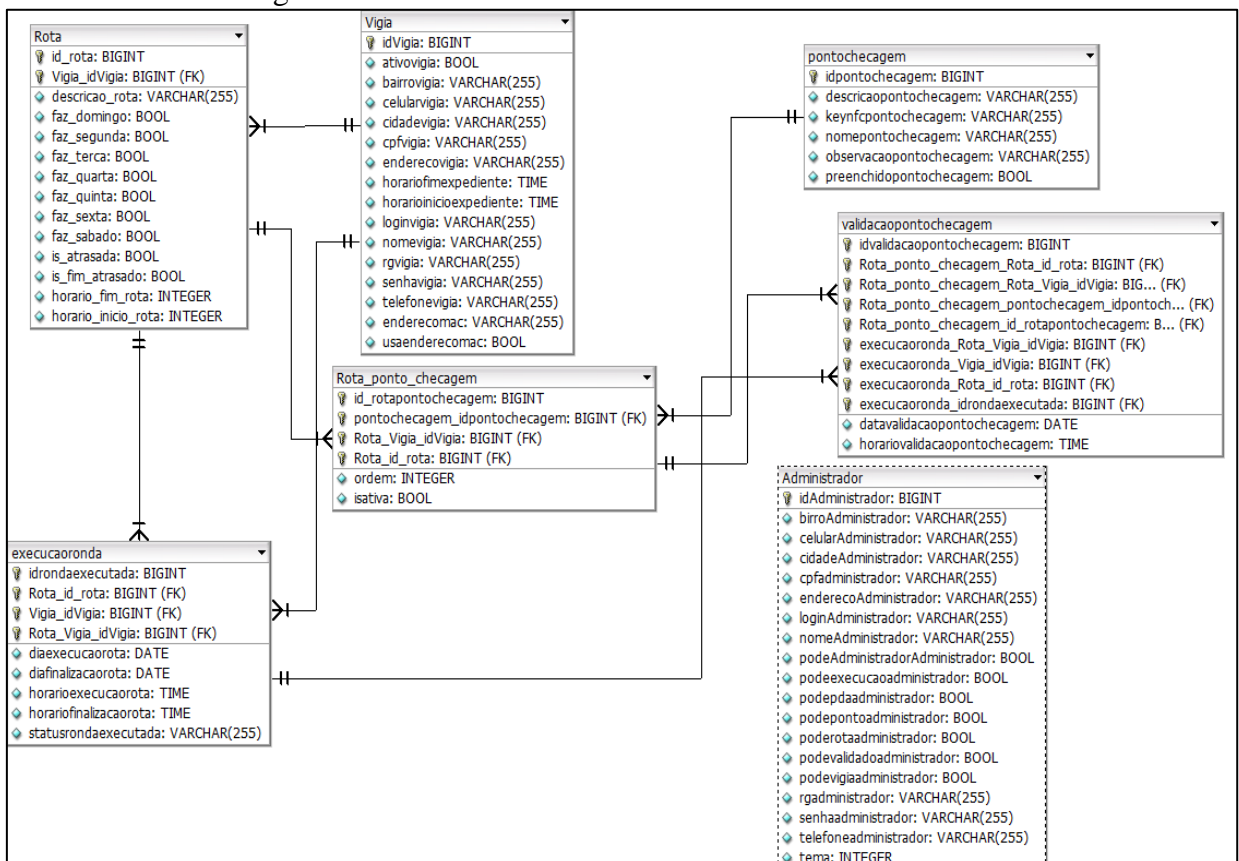 Rota
id_rota: BIGINT
Vigia_idVigia: BIGINT (FK)
descricao_rota: VARCHAR(255)
faz_domingo: BOOL
faz_segunda: BOOL
faz_terca: BOOL
faz_quarta: BOOL
faz_quinta: BOOL
faz_sexta: BOOL
faz_sabado: BOOL
is_atrasada: BOOL
is_fim_atrasado: BOOL
horario_fim_rota: INTEGER
horario_inicio_rota: INTEGER
Vigia
idVigia: BIGINT
ativovigia: BOOL
bairrovigia: VARCHAR(255)
celularvigia: VARCHAR(255)
cidadevigia: VARCHAR(255)
cpfvigia: VARCHAR(255)
enderecovigia: VARCHAR(255)
horariofimexpediente: TIME
horarioinicioexpediente: TIME
loginvigia: VARCHAR(255)
nomevigia: VARCHAR(255)
rgvigia: VARCHAR(255)
senhavigia: VARCHAR(255)
telefonevigia: VARCHAR(255)
enderecomac: VARCHAR(255)
usaenderecomac: BOOL
pontochecagem
idpontochecagem: BIGINT
descricaopontochecagem: VARCHAR(255)
keynfcpontochecagem: VARCHAR(255)
nomepontochecagem: VARCHAR(255)
observacaopontochecagem: VARCHAR(255)
preenchidopontochecagem: BOOL
validacaopontochecagem
idvalidacaopontochecagem: BIGINT
Rota_ponto_checagem_Rota_id_rota: BIGINT (FK)
Rota_ponto_checagem_Rota_Vigia_idVigia: BIG... (FK)
Rota_ponto_checagem_pontochecagem_idpontoch... (FK)
Rota_ponto_checagem_id_rotapontochecagem: B... (FK)
execucaoronda_Rota_Vigia_idVigia: BIGINT (FK)
execucaoronda_Vigia_idVigia: BIGINT (FK)
execucaoronda_Rota_id_rota: BIGINT (FK)
execucaoronda_idrondaexecutada: BIGINT (FK)
datavalidacaopontochecagem: DATE
horariovalidacaopontochecagem: TIME
Rota_ponto_checagem
id_rotapontochecagem: BIGINT
pontochecagem_idpontochecagem: BIGINT (FK)
Rota_Vigia_idVigia: BIGINT (FK)
Rota_id_rota: BIGINT (FK)
ordem: INTEGER
isativa: BOOL
execucaoronda
idrondaexecutada: BIGINT
Rota_id_rota: BIGINT (FK)
Vigia_idVigia: BIGINT (FK)
Rota_Vigia_idVigia: BIGINT (FK)
diaexecucaorota: DATE
diafinalizacaorota: DATE
horarioexecucaorota: TIME
horariofinalizacaorota: TIME
statusrondaexecutada: VARCHAR(255)
Administrador
idAdministrador: BIGINT
birroAdministrador: VARCHAR(255)
celularAdministrador: VARCHAR(255)
cidadeAdministrador: VARCHAR(255)
cpfadministrador: VARCHAR(255)
enderecoAdministrador: VARCHAR(255)
loginAdministrador: VARCHAR(255)
nomeAdministrador: VARCHAR(255)
podeAdministradorAdministrador: BOOL
podeexecucaoadministrador: BOOL
podepdaadministrador: BOOL
podepontoadministrador: BOOL
poderotaadministrador: BOOL
podevalidadoadministrador: BOOL
podevigiaadministrador: BOOL
rgadministrador: VARCHAR(255)
senhaadministrador: VARCHAR(255)
telefoneadministrador: VARCHAR(255)
tema: INTEGER